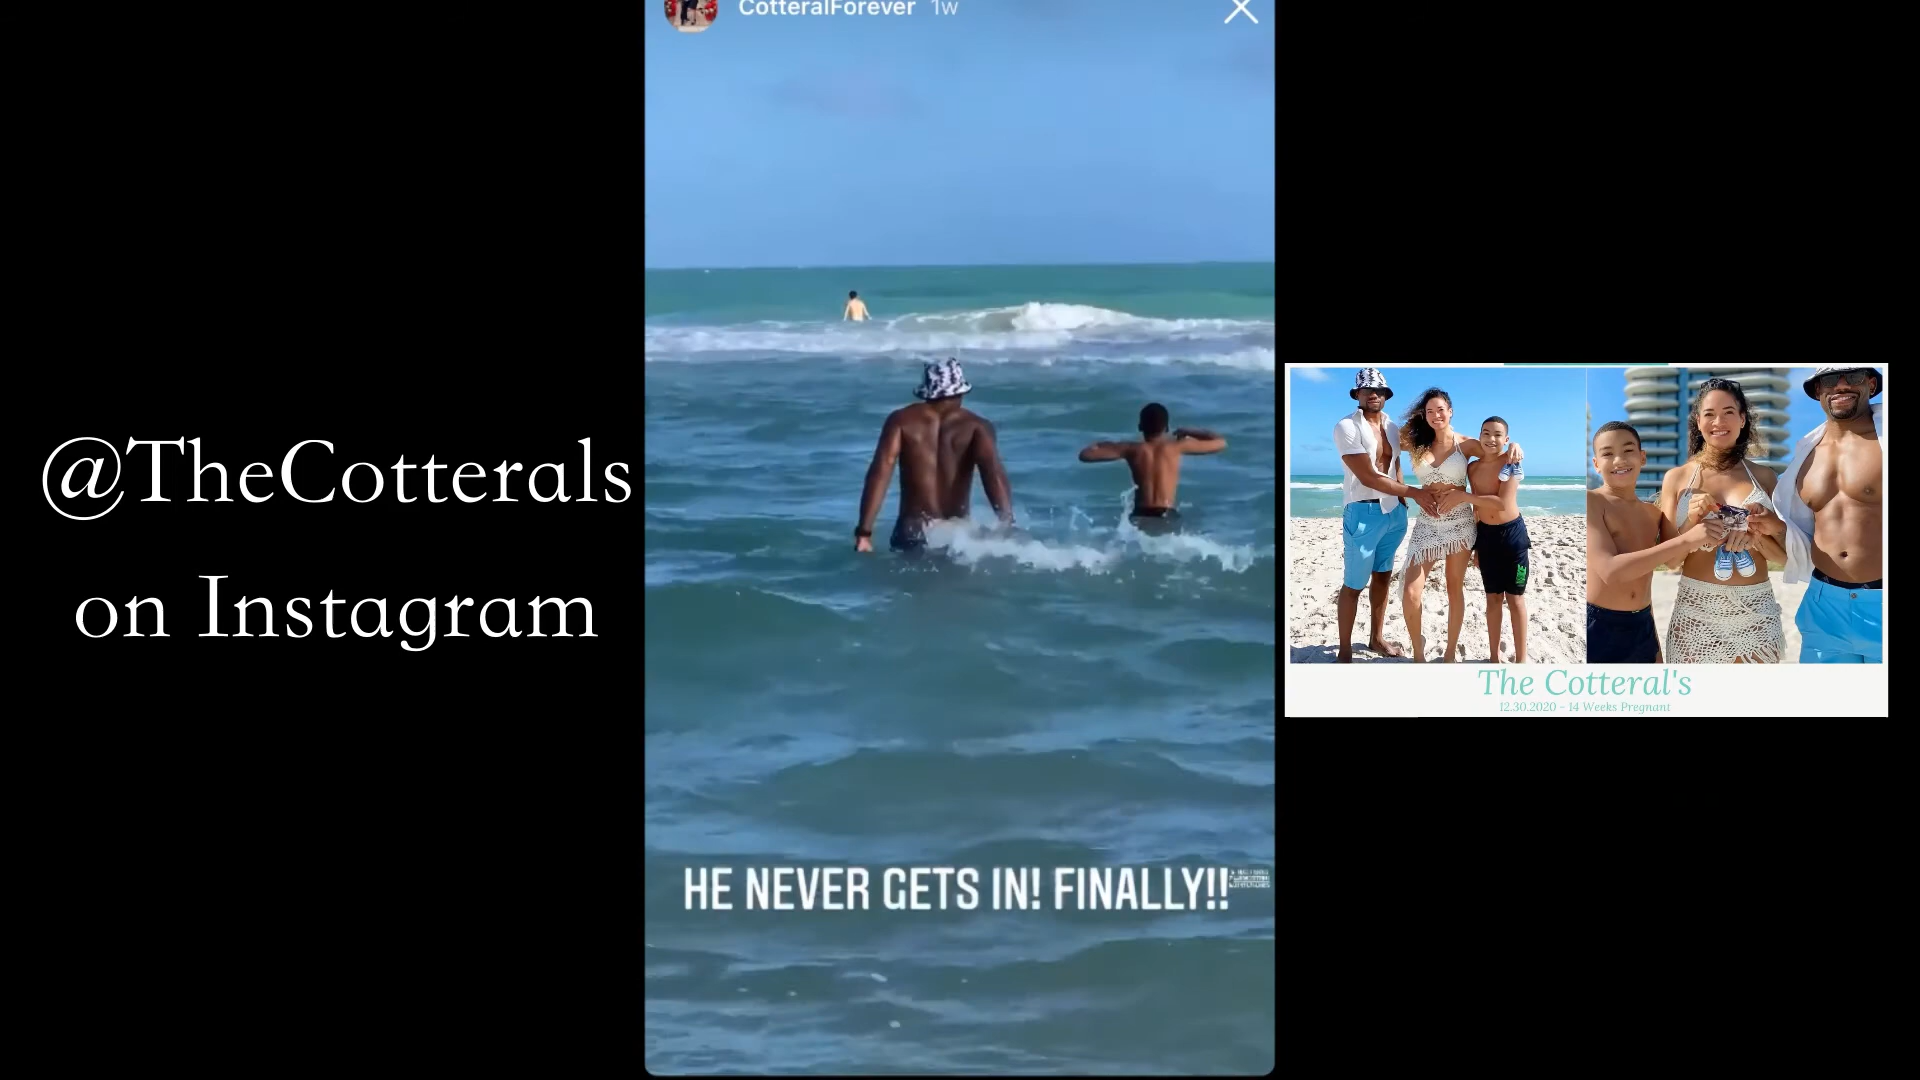 @TheCotterals
on Instagram
CotteralForever 1w
HE NEVER GETS IN! FINALLY!!
The Cotteral's
12.30.2020 - 14 Weeks Pregnant